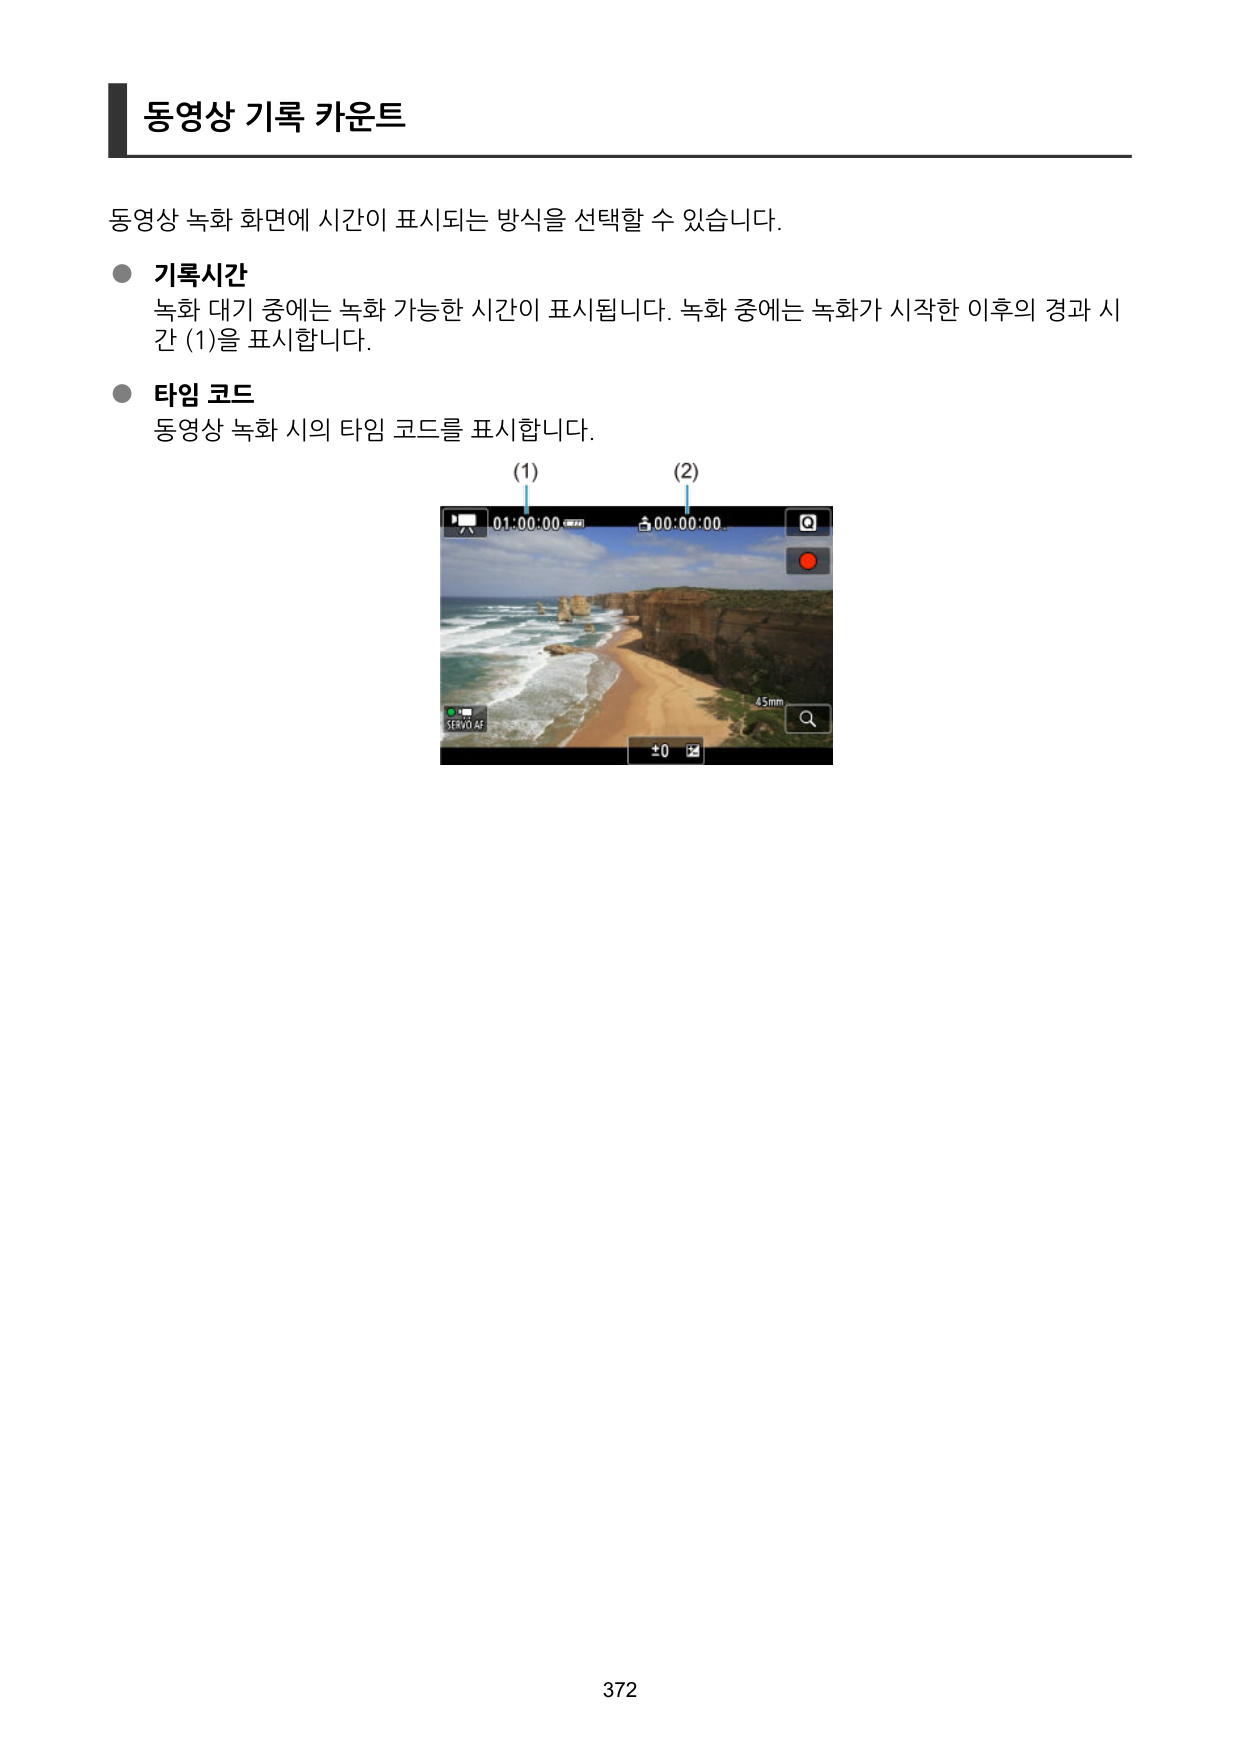 동영상 기록 카운트
동영상 녹화 화면에 시간이 표시되는 방식을 선택할 수 있습니다.
● 기록시간
녹화 대기 중에는 녹화 가능한 시간이 표시됩니다. 녹화 중에는 녹화가 시작한 이후의 경과 시
간 (1)을 표시합니다.
● 타임 코드
동영상 녹화 시의 타임 코드를 표시합니다.
(1) (2)
01:00:00 00:00:00 Q
45mm
SERVO AF
±0
372